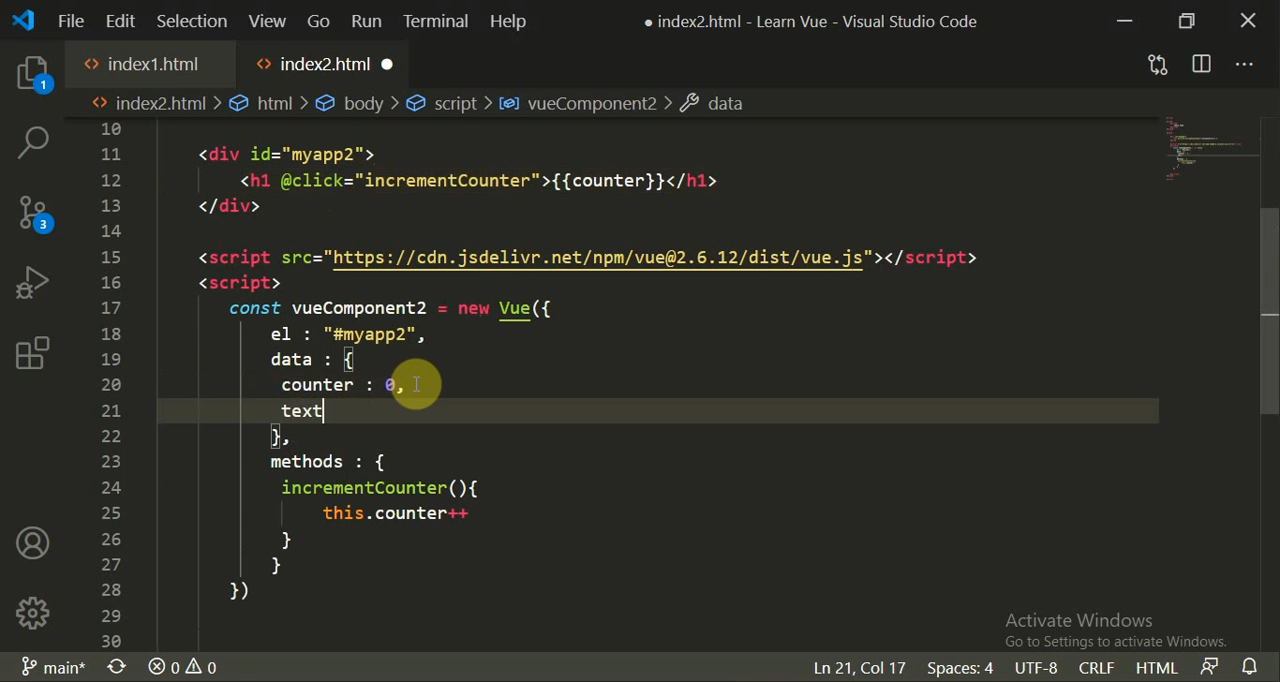 File Edit Selection View Go Run Terminal Help ● index2.html - Learn Vue - Visual Studio Code
index1.html index2.html ●
index2.html > html > body > script > vueComponent2 > data
10
11 <div id="myapp2">
12 <h1 @click="incrementCounter">{{counter}}</h1>
13 </div>
14
15 <script src="https://cdn.jsdelivr.net/npm/vue@2.6.12/dist/vue.js"></script>
16 <script>
17 const vueComponent2 = new Vue({
18 el : "#myapp2",
19 data : {
20 counter : 0,
21 text
22 },
23 methods : {
24 incrementCounter(){
25 this.counter++
26 }
27 }
28 })
29
30
Activate Windows
Go to Settings to activate Windows.
1
3
main* 0 0 Ln 21, Col 17 Spaces: 4 UTF-8 CRLF HTML